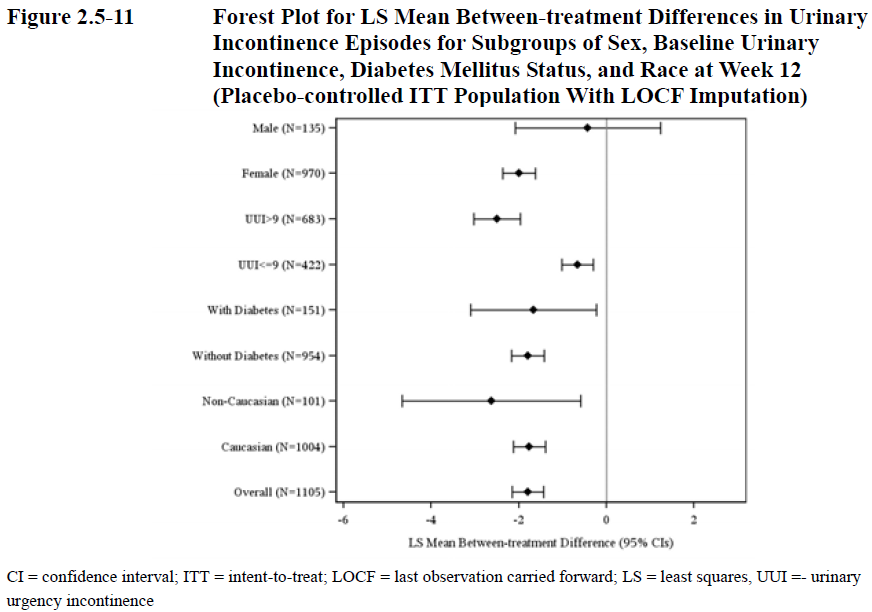 Figure 2.5-11 Forest Plot for LS Mean Between-treatment Differences in Urinary
Incontinence Episodes for Subgroups of Sex, Baseline Urinary
Incontinence, Diabetes Mellitus Status, and Race at Week 12
(Placebo-controlled ITT Population With LOCF Imputation)
Male (N=135)
Female (N=970)
UUI>9 (N=683)
UUI<=9 (N=422)
With Diabetes (N=151)
Without Diabetes (N=954)
Non-Caucasian (N=101)
Caucasian (N=1004)
Overall (N=1105)
-6 -4 -2 0 2
LS Mean Between-treatment Difference (95% CIs)
CI = confidence interval; ITT = intent-to-treat; LOCF = last observation carried forward; LS = least squares, UUI =- urinary
urgency incontinence